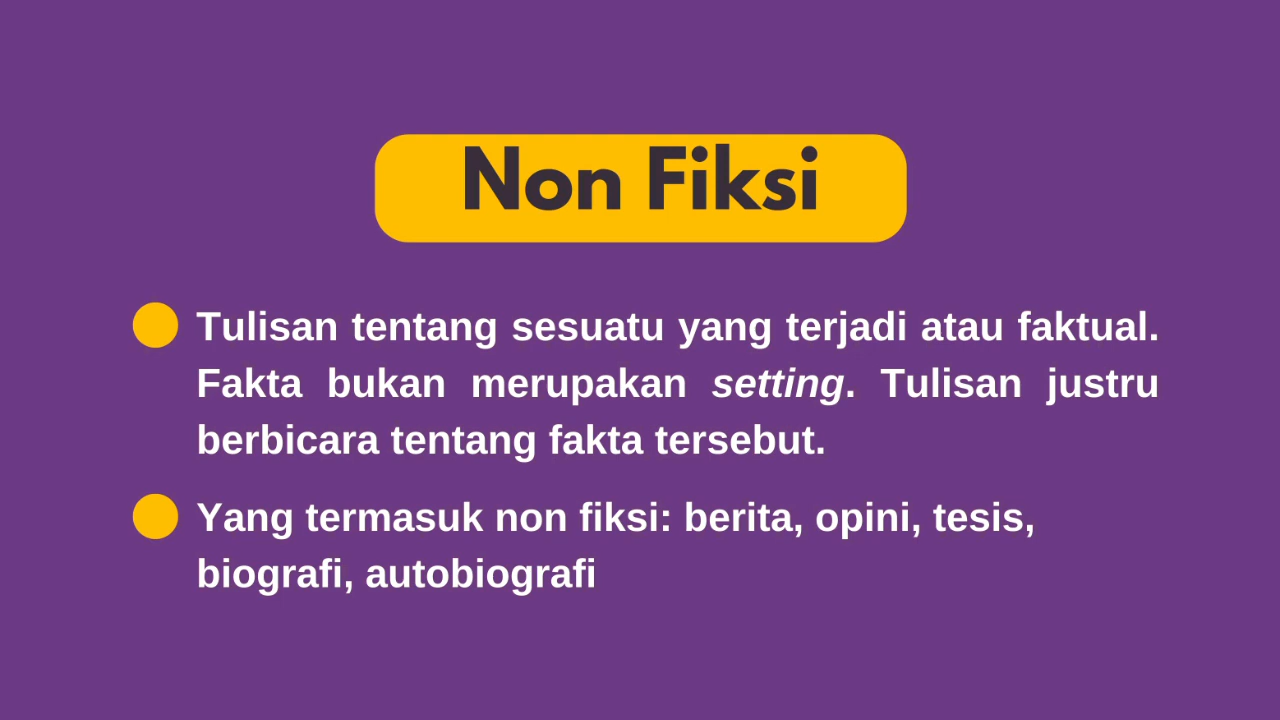 Non Fiksi
Tulisan tentang sesuatu yang terjadi atau faktual.
Fakta bukan merupakan setting. Tulisan justru
berbicara tentang fakta tersebut.
Yang termasuk non fiksi: berita, opini, tesis,
biografi, autobiografi